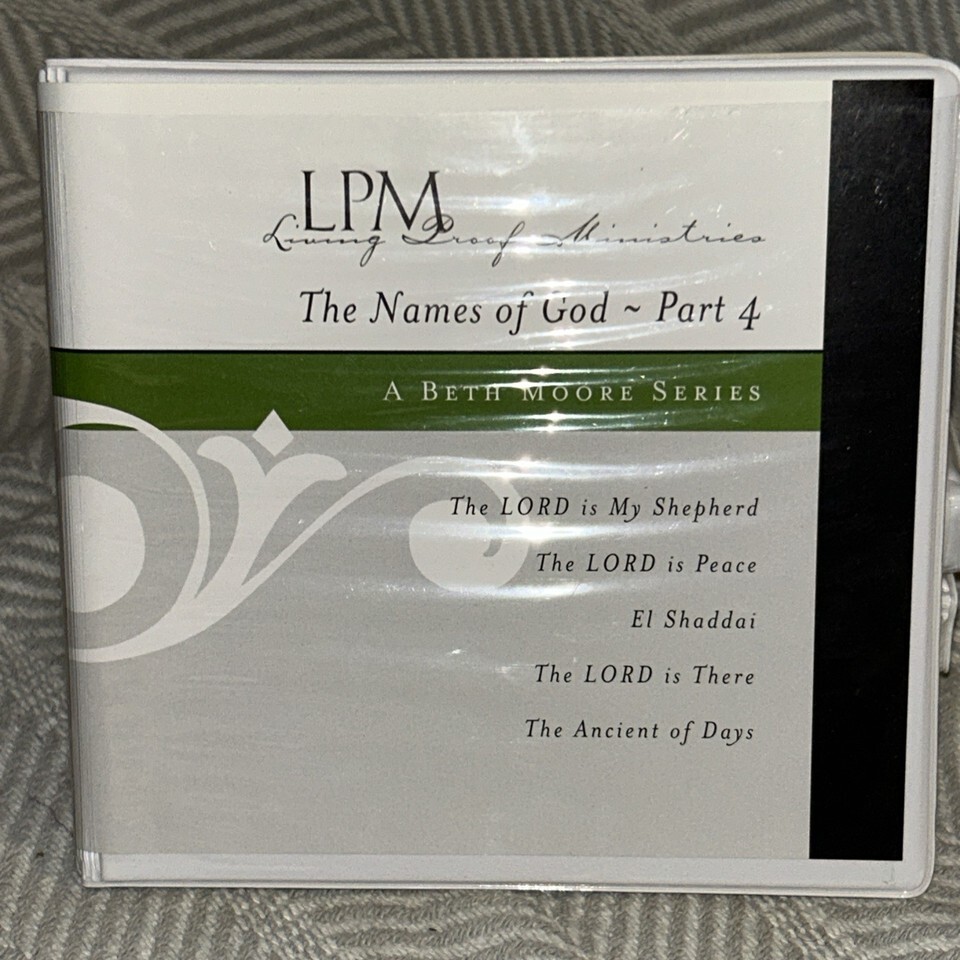 LPM
Living Proof Ministries
The Names of God ~ Part 4
A BETH MOORE SERIES
The LORD is My Shepherd
The LORD is Peace
El Shaddai
The LORD is There
The Ancient of Days